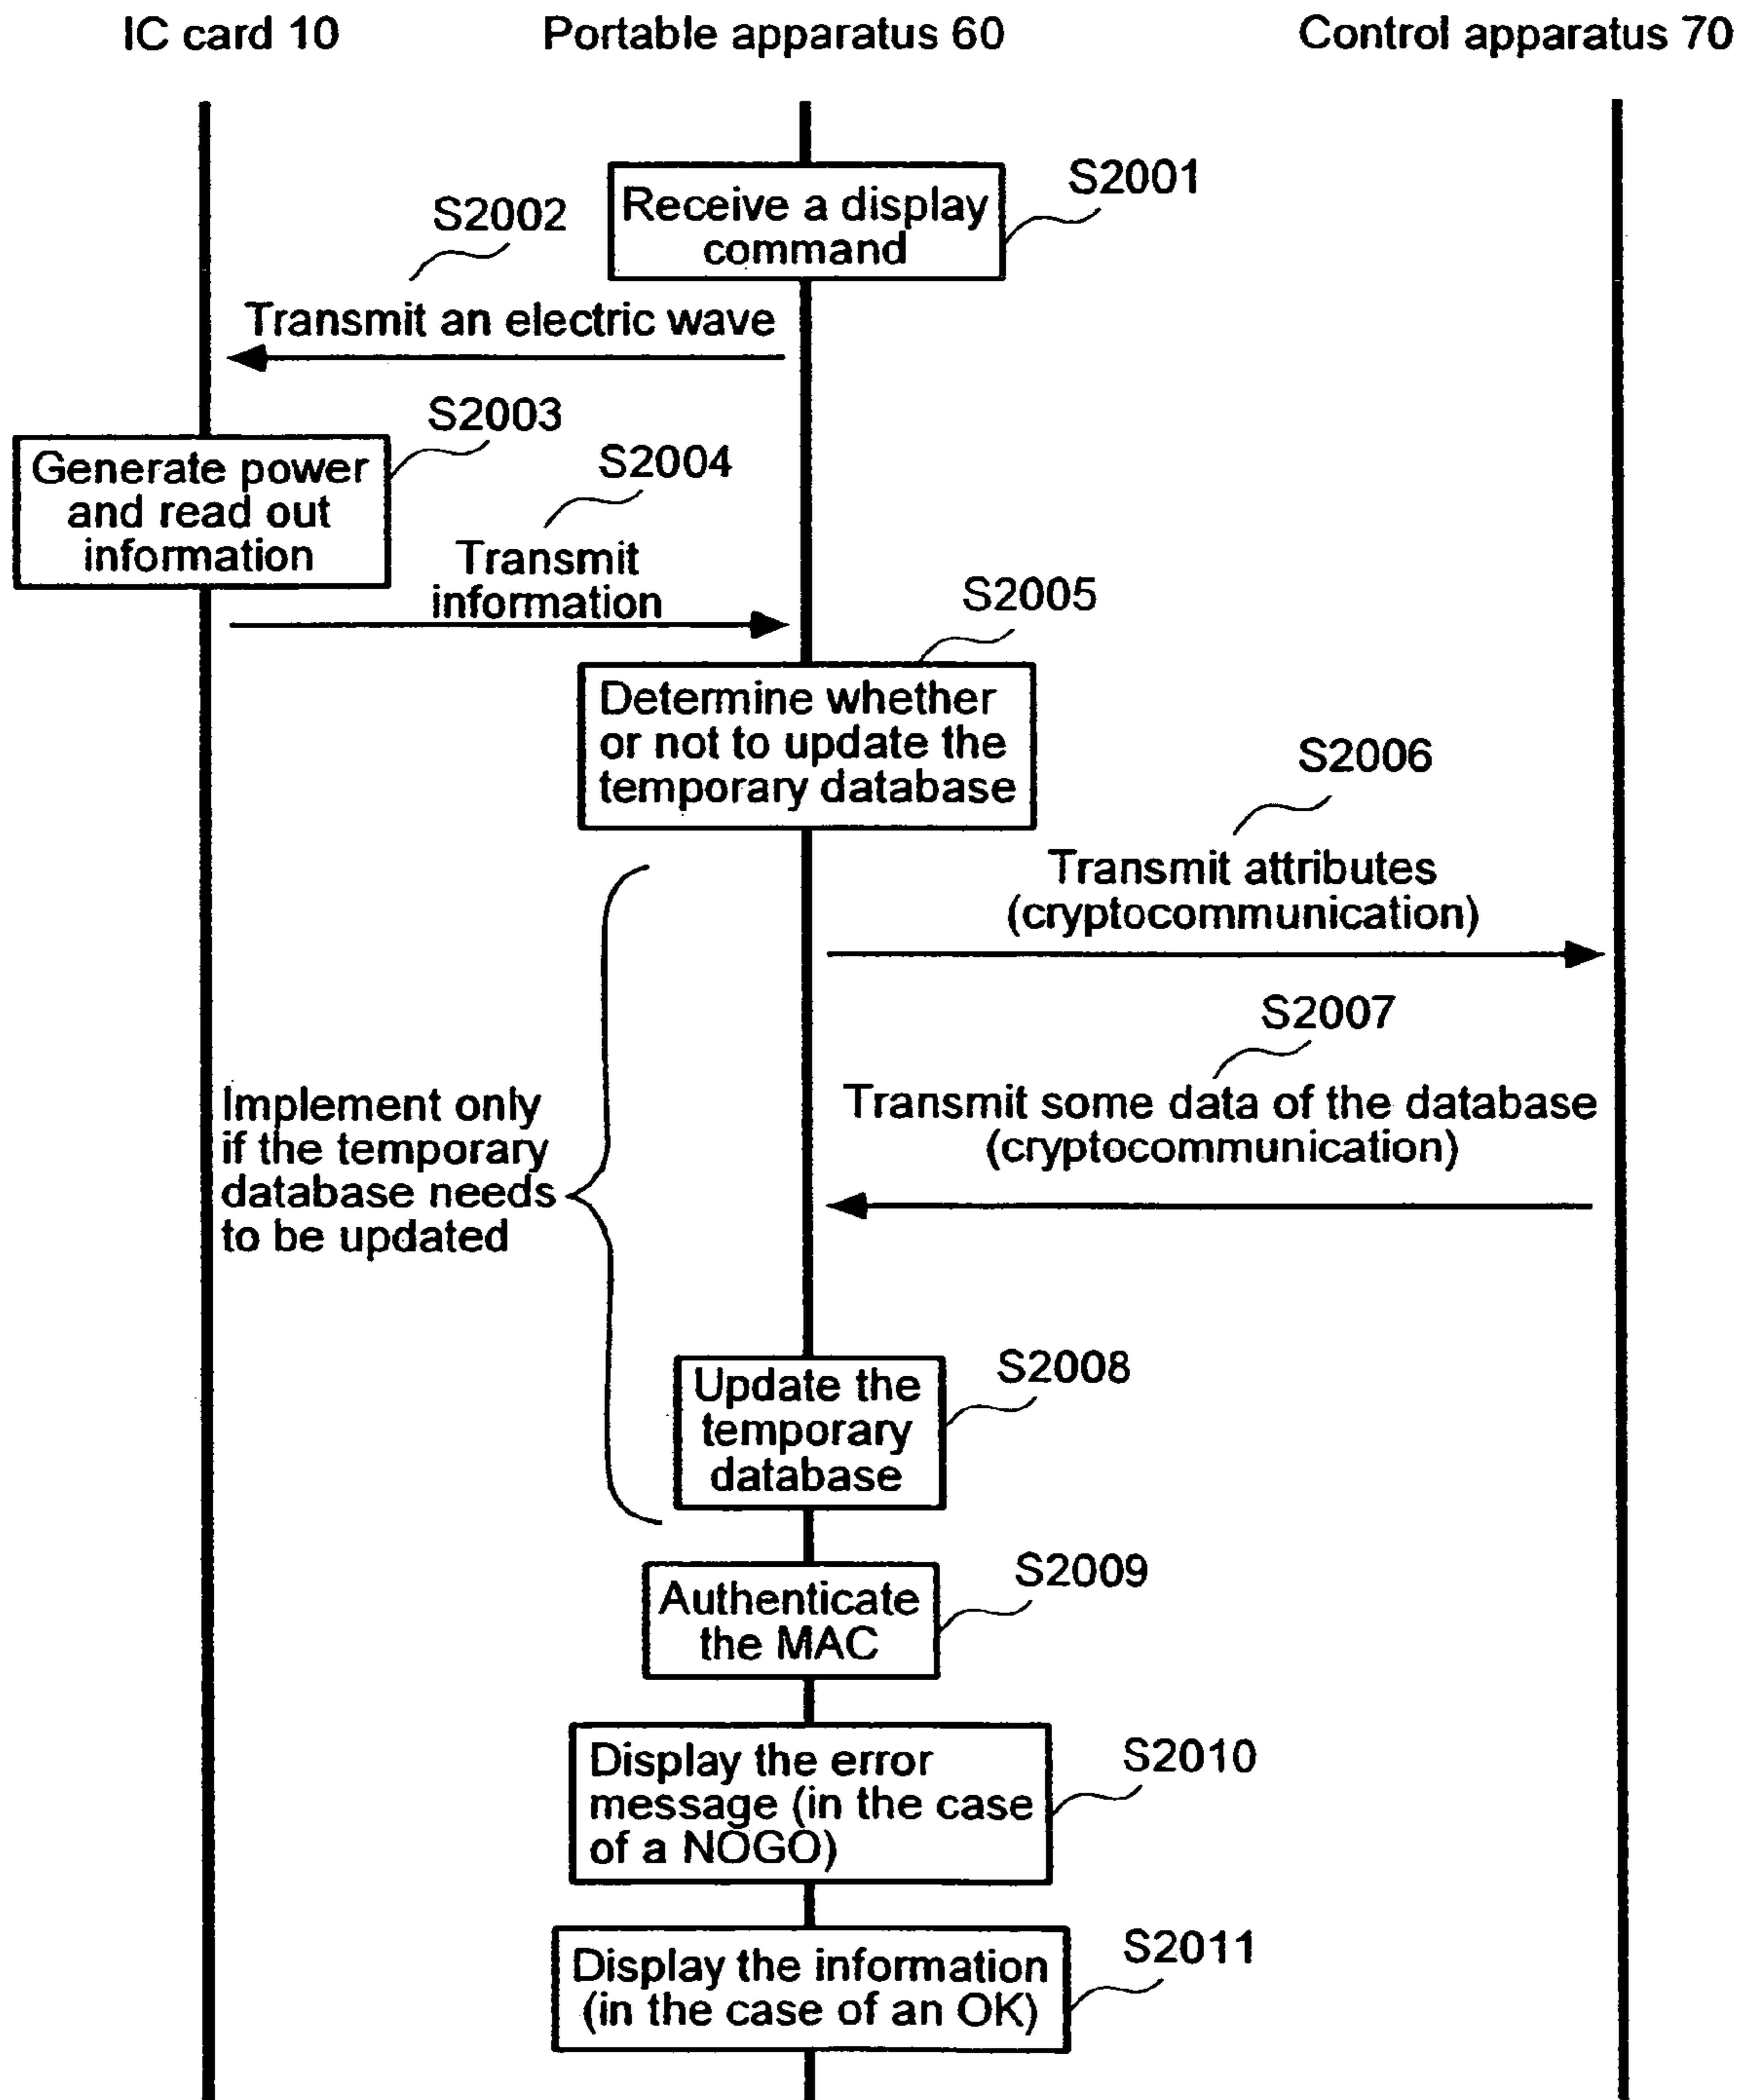 IC card 10
Portable apparatus 60
Control apparatus 70
S2001
Receive a display
command
S2002
Transmit an electric wave
S2003
Generate power
and read out
information
S2004
Transmit
information
S2005
Determine whether
or not to update the
temporary database
S2006
Transmit attributes
(cryptocommunication)
S2007
Transmit some data of the database
(cryptocommunication)
Implement only
if the temporary
database needs
to be updated
S2008
Update the
temporary
database
S2009
Authenticate
the MAC
S2010
Display the error
message (in the case
of a NOGO)
S2011
Display the information
(in the case of an OK)